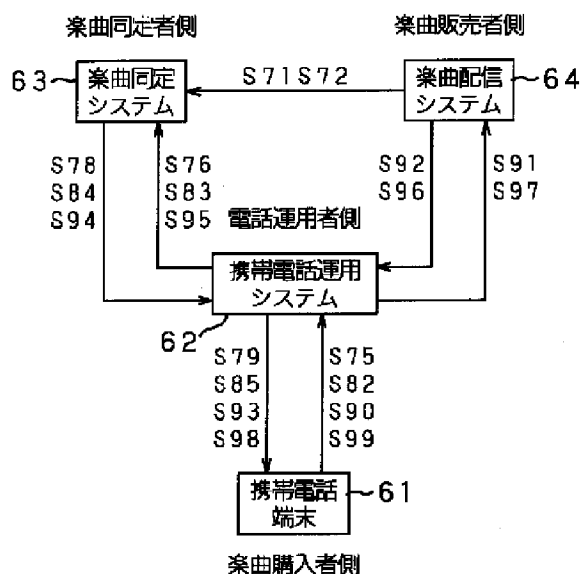 楽曲同定者側
楽曲販売者側
63
楽曲同定
システム
S71S72
楽曲配信
システム
64
S78
S84
S94
S76
S83
S95
S92
S96
S91
S97
電話運用者側
携帯電話運用
システム
62
S79
S85
S93
S98
S75
S82
S90
S99
携帯電話
端末
61
楽曲購入者側